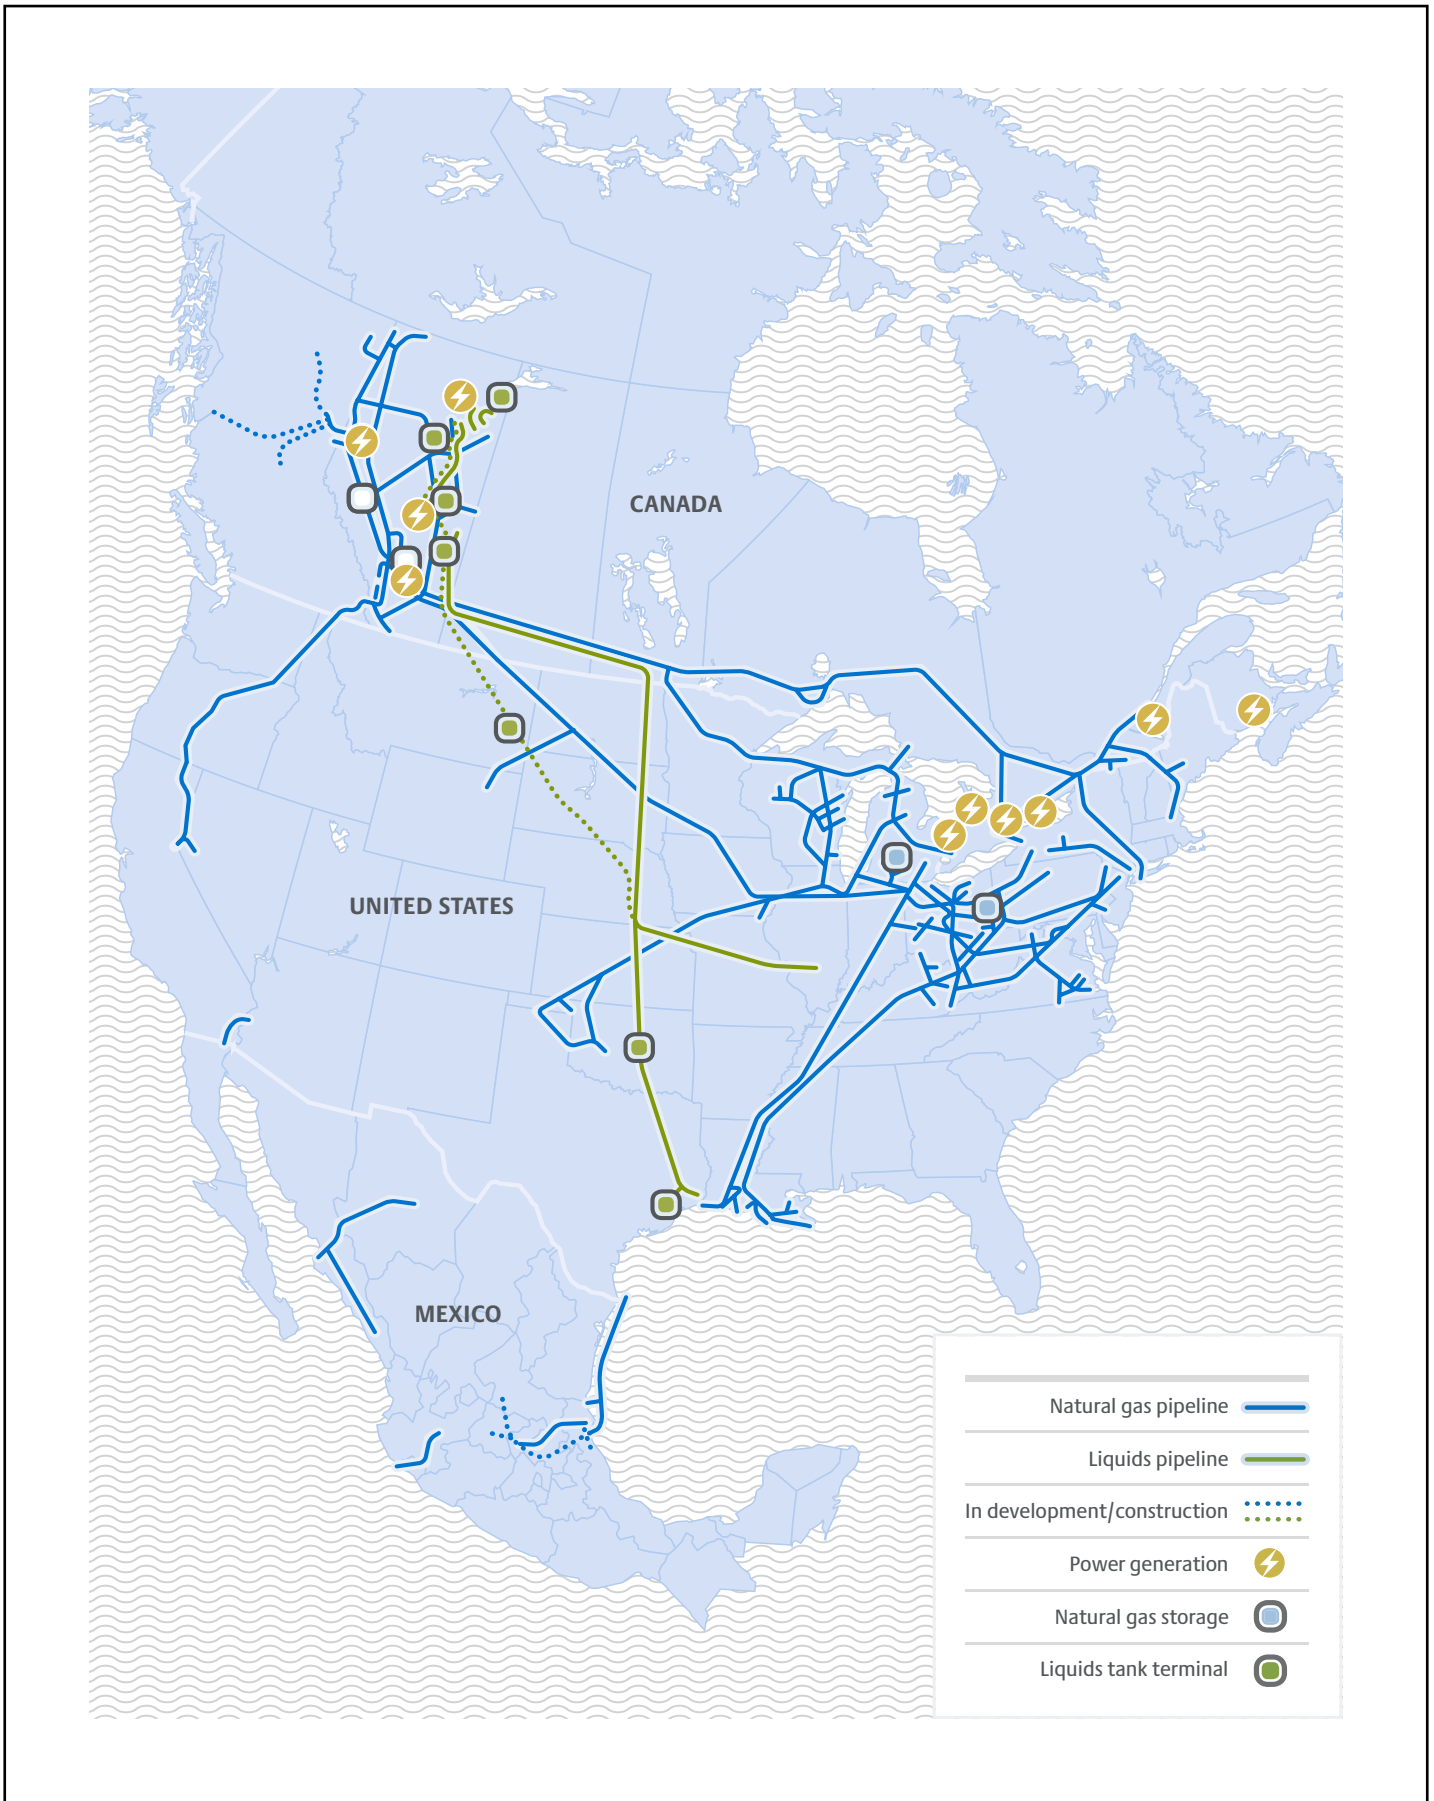 CANADA
UNITED STATES
MEXICO
Natural gas pipeline
Liquids pipeline
In development/construction
Power generation
Natural gas storage
Liquids tank terminal